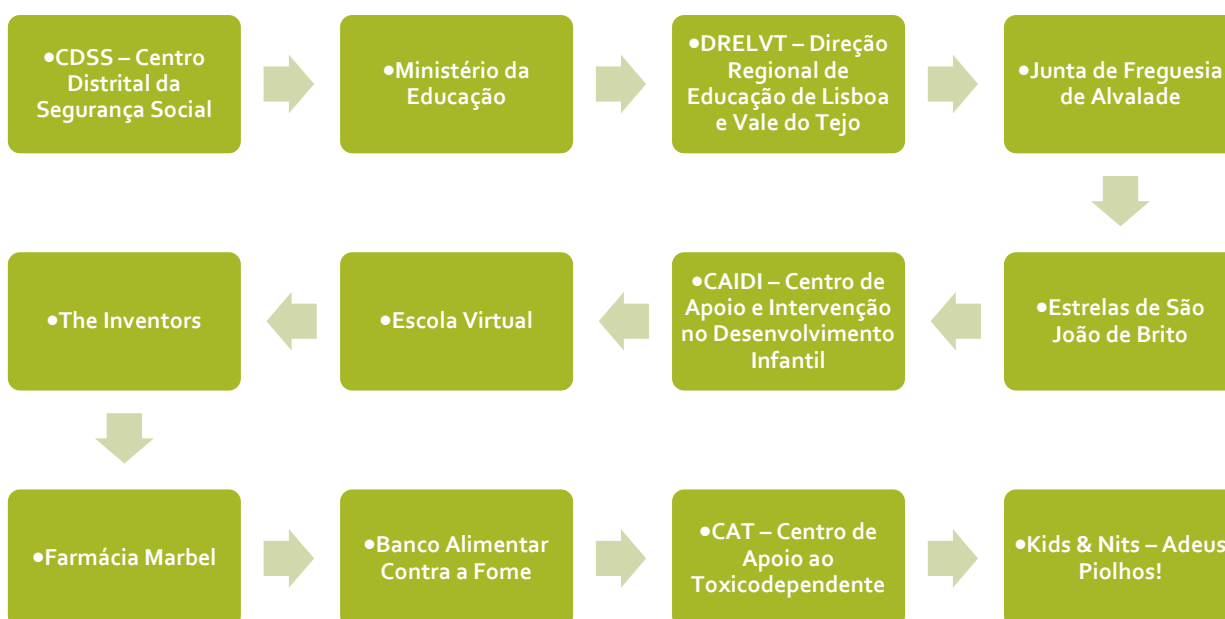 •CDSS – Centro
Distrital da
Segurança Social
•Ministério da
Educação
•DRELVT – Direção
Regional de
Educação de Lisboa
e Vale do Tejo
•Junta de Freguesia
de Alvalade
•Estrelas de São
João de Brito
•CAIDI – Centro de
Apoio e Intervenção
no Desenvolvimento
Infantil
•Escola Virtual
•The Inventors
•Farmácia Marbel
•Banco Alimentar
Contra a Fome
•CAT – Centro de
Apoio ao
Toxicodependente
•Kids & Nits – Adeus
Piolhos!